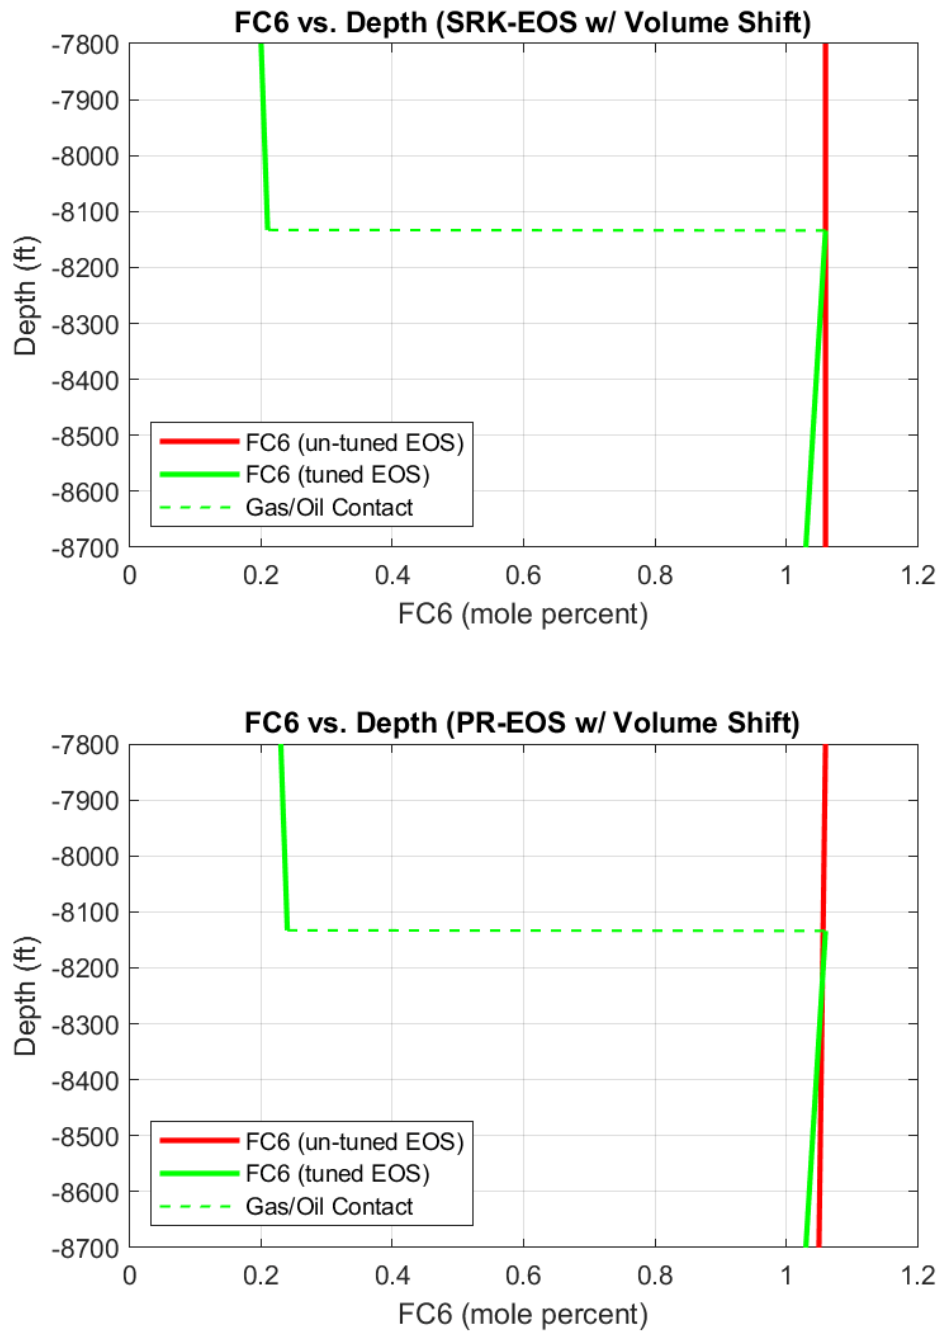 FC6 vs. Depth (SRK-EOS w/ Volume Shift)
-7800
-7900
-8000
-8100
-8200
-8300
-8400
-8500
-8600
-8700
Depth (ft)
FC6 (un-tuned EOS)
FC6 (tuned EOS)
Gas/Oil Contact
0 0.2 0.4 0.6 0.8 1 1.2
FC6 (mole percent)
FC6 vs. Depth (PR-EOS w/ Volume Shift)
-7800
-7900
-8000
-8100
-8200
-8300
-8400
-8500
-8600
-8700
Depth (ft)
FC6 (un-tuned EOS)
FC6 (tuned EOS)
Gas/Oil Contact
0 0.2 0.4 0.6 0.8 1 1.2
FC6 (mole percent)